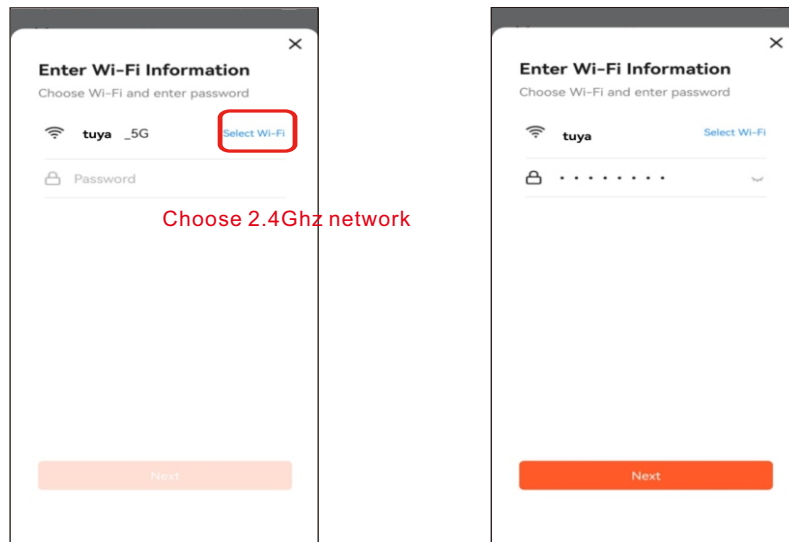 Enter Wi-Fi Information
Choose Wi-Fi and enter password
tuya _5G Select Wi-Fi
Password
Choose 2.4Ghz network
Next
Enter Wi-Fi Information
Choose Wi-Fi and enter password
tuya Select Wi-Fi
Next